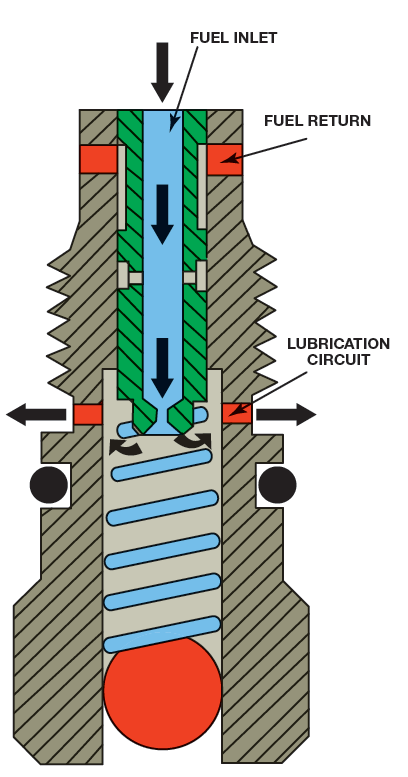 FUEL INLET
FUEL RETURN
LUBRICATION
CIRCUIT